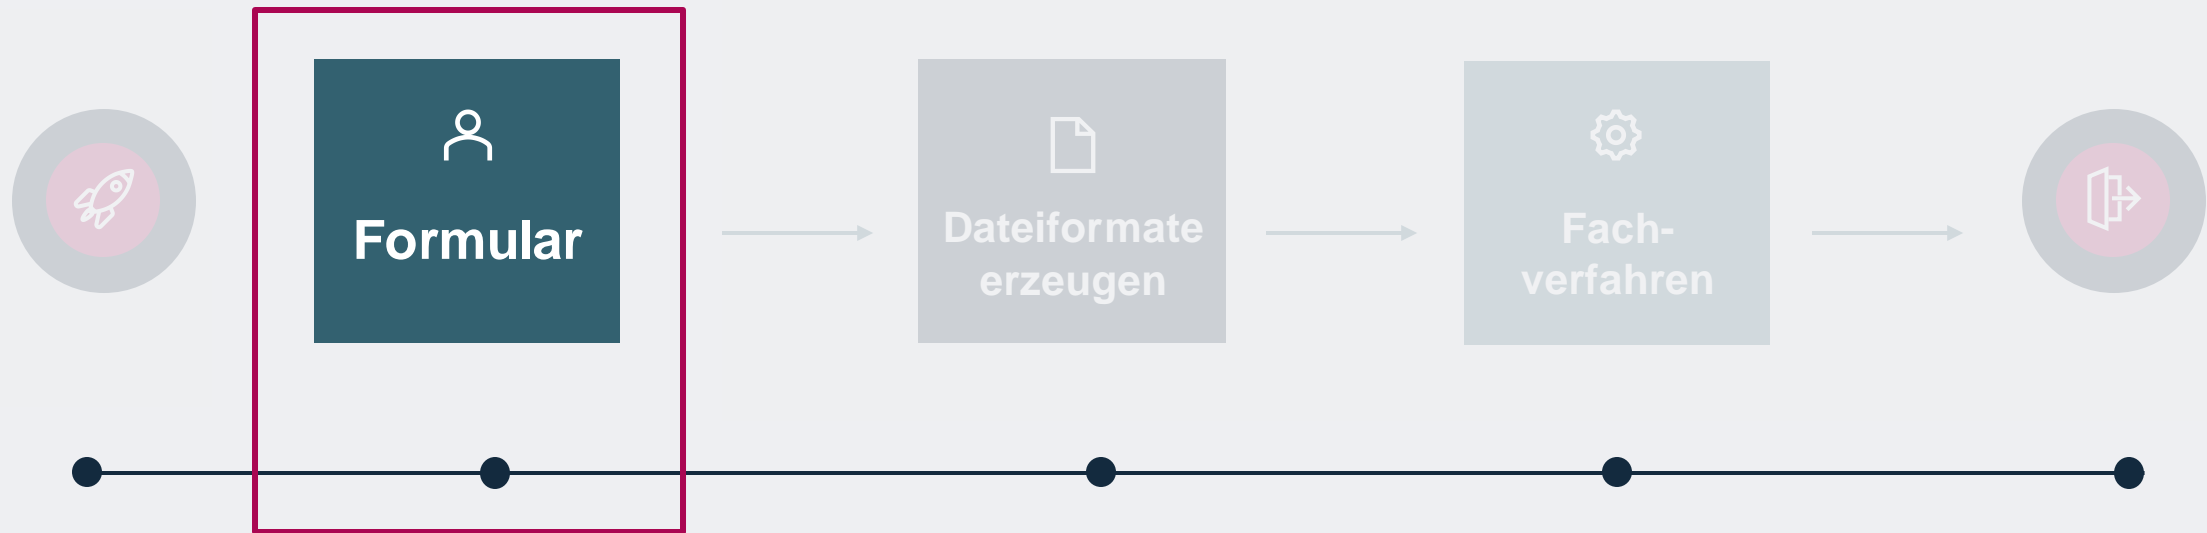 Formular
Dateiformate
erzeugen
Fach-
verfahren